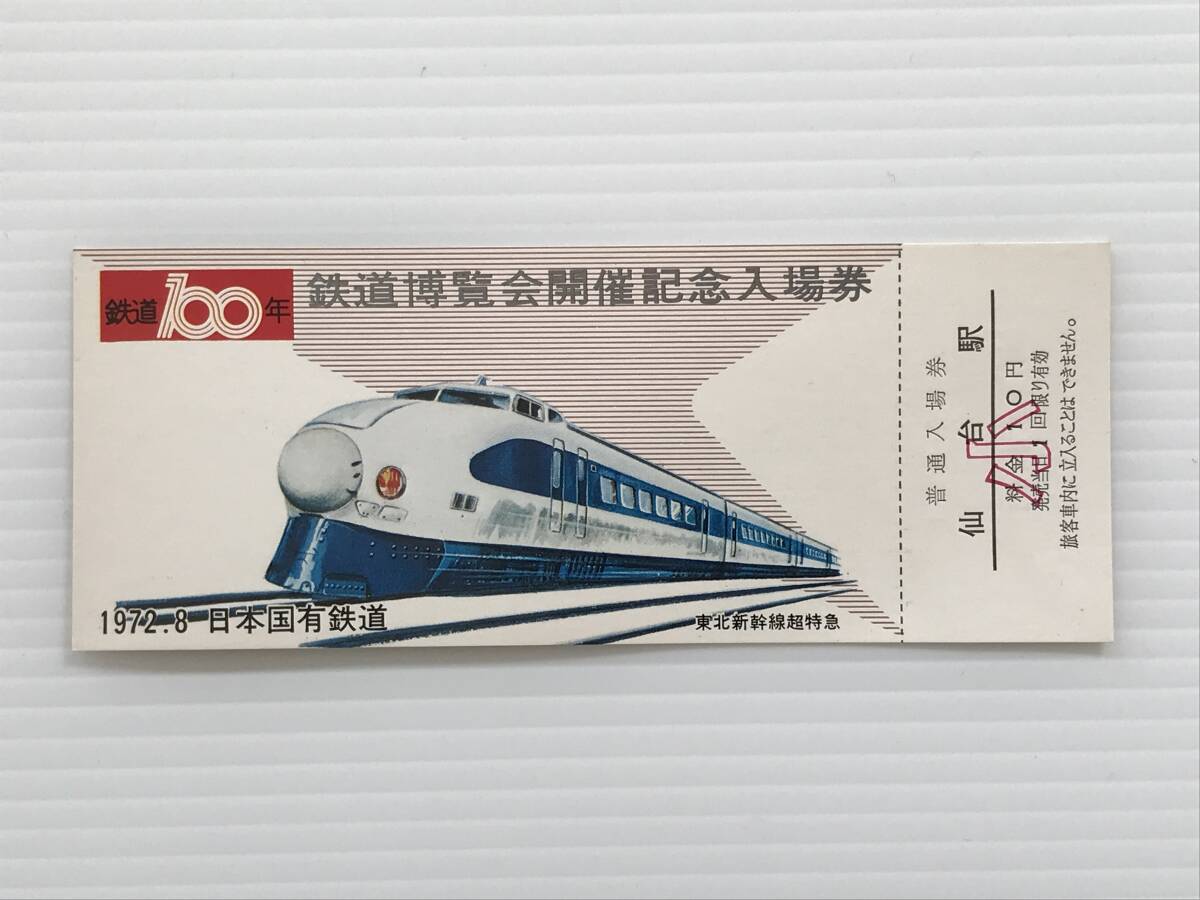 鉄道100年
鉄道博覧会開催記念入場券
1972.8 日本国有鉄道
東北新幹線超特急
普通入場券
仙台駅
小
料金10円
発売当日1回限り有効
旅客車内に立入ることはできません。